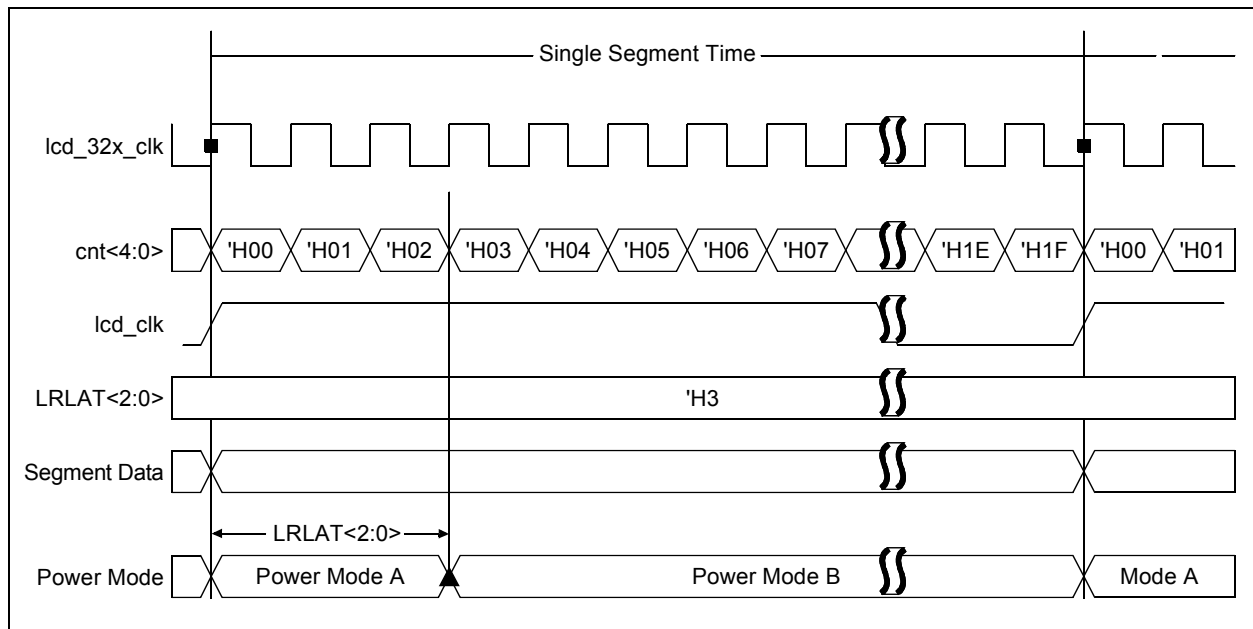 Single Segment Time
lcd_32x_clk
cnt<4:0> 'H00 'H01 'H02 'H03 'H04 'H05 'H06 'H07 'H1E 'H1F 'H00 'H01
lcd_clk
LRLAT<2:0> 'H3
Segment Data
LRLAT<2:0>
Power Mode Power Mode A Power Mode B Mode A